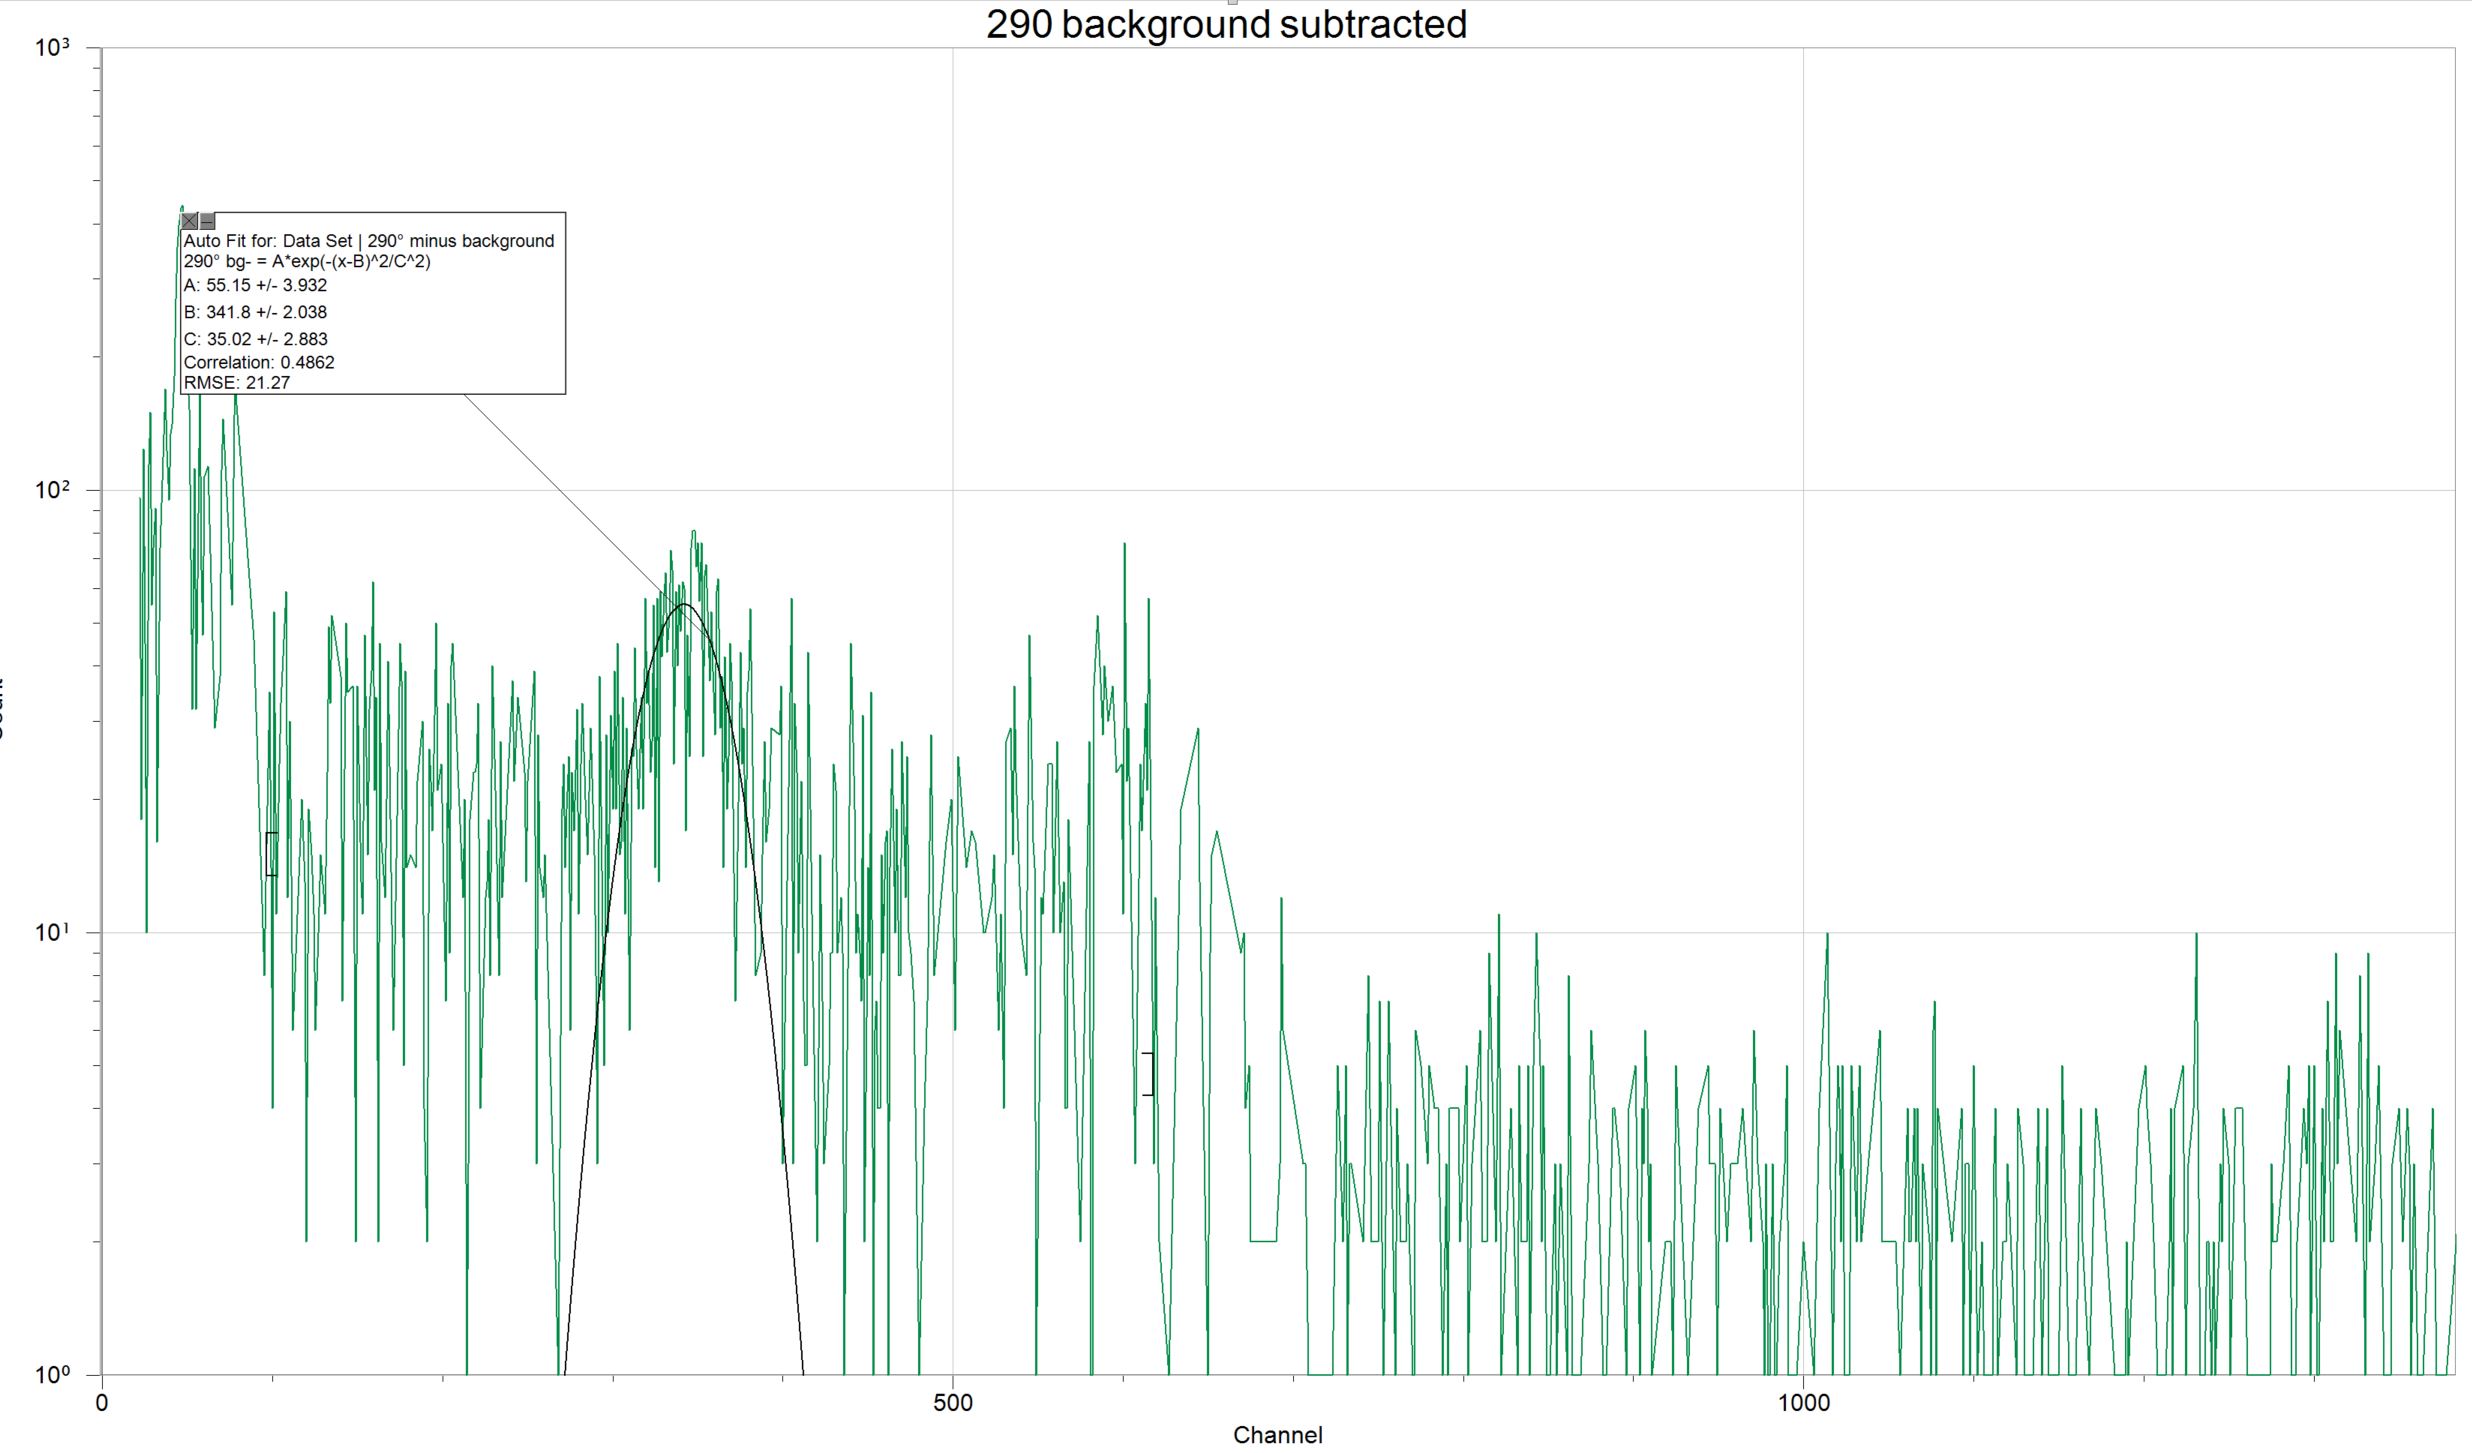 290 background subtracted
10³
Auto Fit for: Data Set | 290° minus background
290° bg- = A*exp(-(x-B)^2/C^2)
A: 55.15 +/- 3.932
B: 341.8 +/- 2.038
C: 35.02 +/- 2.883
Correlation: 0.4862
RMSE: 21.27
10²
10¹
10⁰
0 500 1000
Channel